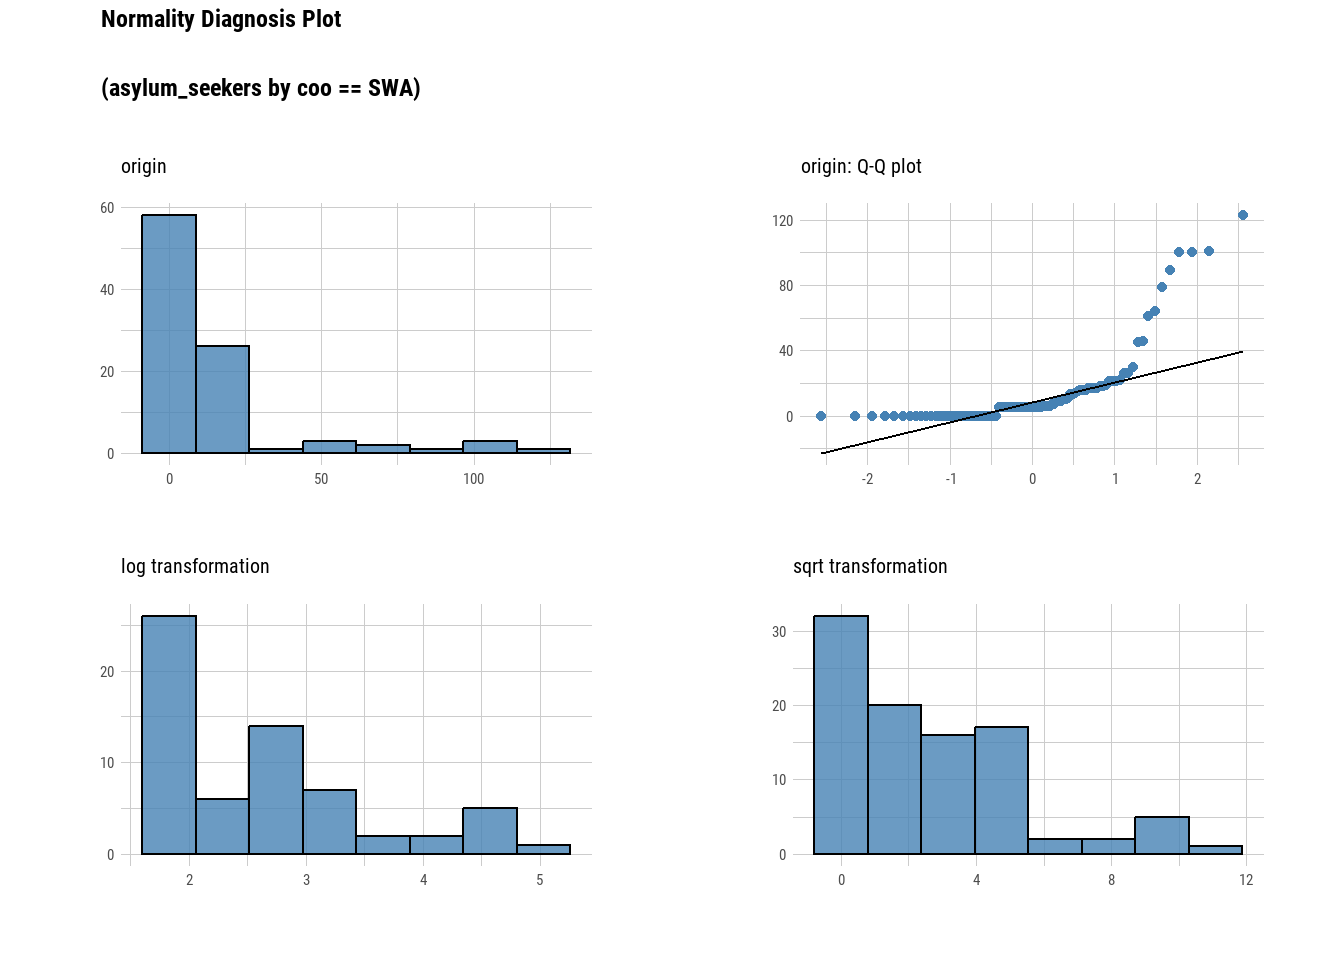 Normality Diagnosis Plot
(asylum_seekers by coo == SWA)
origin
60
40
20
0
0 50 100
origin: Q-Q plot
120
80
40
0
-2 -1 0 1 2
log transformation
20
10
0
2 3 4 5
sqrt transformation
30
20
10
0
0 4 8 12